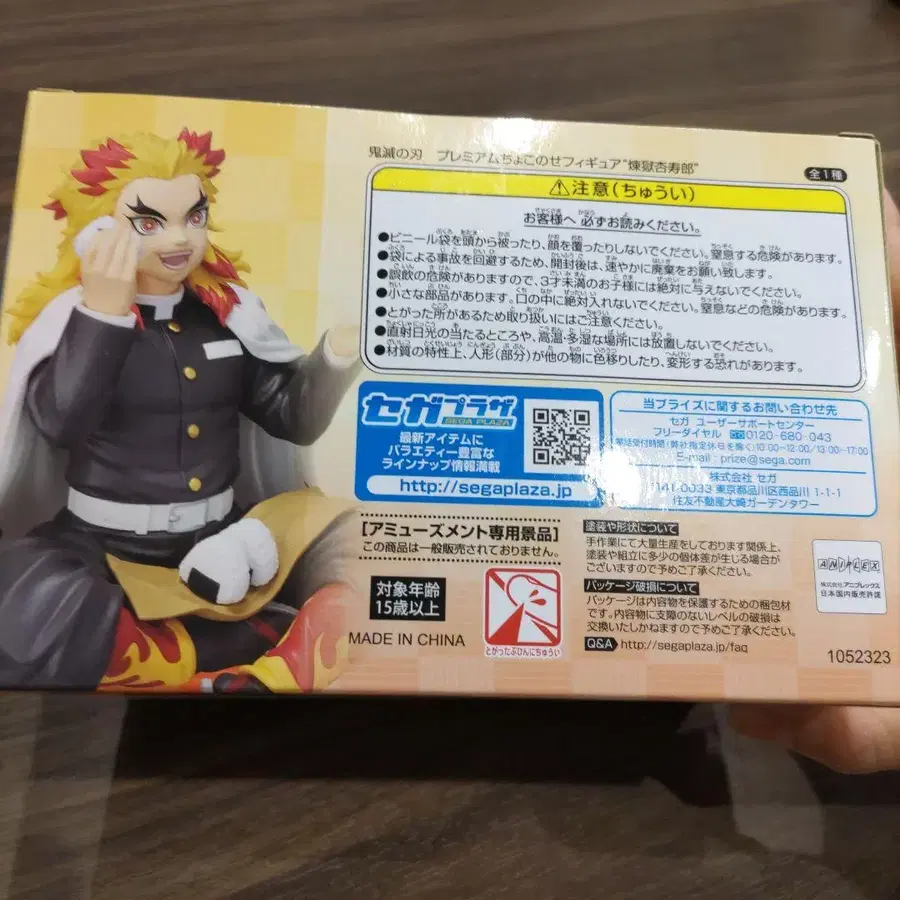 鬼滅の刃 プレミアムちょこのせフィギュア"煉獄杏寿郎"
全1種
⚠注意(ちゅうい)
お客様へ 必ずお読みください。
●ビニール袋を頭から被ったり、顔を覆ったりしないでください。窒息する危険があります。
●袋による事故を回避するため、開封後は、速やかに廃棄をお願い致します。
●誤飲の危険がありますので、3才未満のお子様には絶対に与えないでください。
●小さな部品があります。口の中に絶対入れないでください。窒息などの危険があります。
●とがった所があるため取り扱いにはご注意ください。
●直射日光の当たるところや、高温・多湿な場所には放置しないでください。
●材質の特性上、人形(部分)が他の物に色移りしたり、変形する恐れがあります。
セガプラザ
SEGA PLAZA
最新アイテムに
バラエティー豊富な
ラインナップ情報満載
http://segaplaza.jp
当プライズに関するお問い合わせ先
セガ ユーザーサポートセンター
フリーダイヤル 0120-680-043
電話受付時間(弊社指定休日を除く) 10:00-12:00/13:00-17:00
E-mail:prize@sega.com
株式会社 セガ
141-0033 東京都品川区西品川 1-1-1
住友不動産大崎ガーデンタワー
[アミューズメント専用景品]
この商品は一般販売されておりません。
対象年齢
15歳以上
MADE IN CHINA
とがったぶひんにちゅうい
塗装や形状について
手作業にて大量生産をしております関係上、
塗装や組立に多少の個体差が生じる場合が
ございますので予めご了承ください。
パッケージ破損について
パッケージは内容物を保護するための梱包材
です。内容物に支障のないレベルの破損は
交換いたしかねますので予めご了承ください。
Q&A http://segaplaza.jp/faq
ANIPLEX
株式会社アニプレックス
日本国内販売許諾
1052323